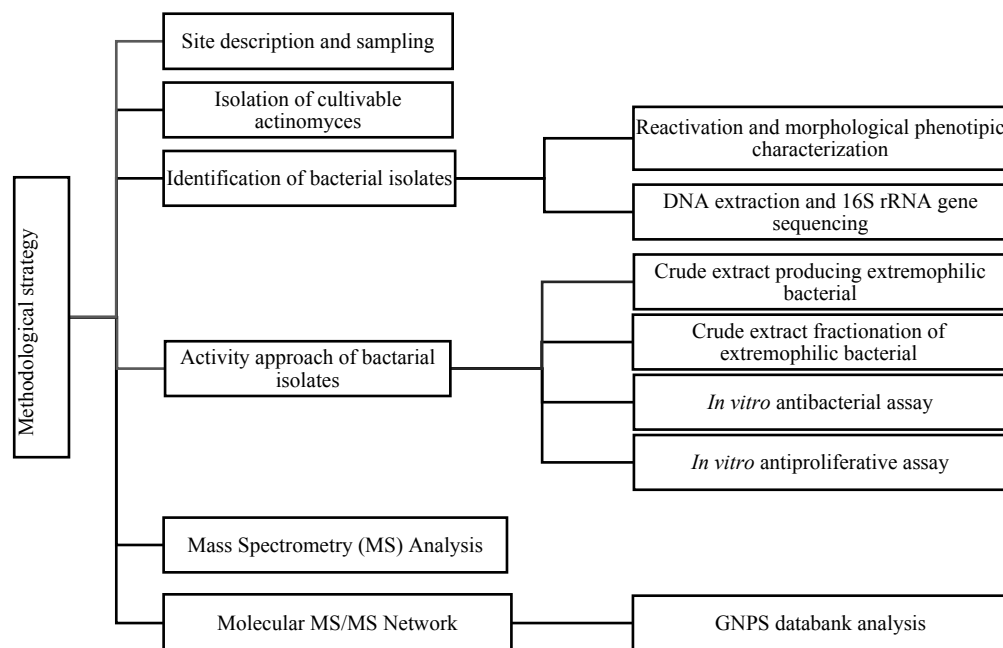 Methodological strategy
Site description and sampling
Isolation of cultivable
actinomyces
Identification of bacterial isolates
Reactivation and morphological phenotipic
characterization
DNA extraction and 16S rRNA gene
sequencing
Activity approach of bactarial
isolates
Crude extract producing extremophilic
bacterial
Crude extract fractionation of
extremophilic bacterial
In vitro antibacterial assay
In vitro antiproliferative assay
Mass Spectrometry (MS) Analysis
Molecular MS/MS Network
GNPS databank analysis